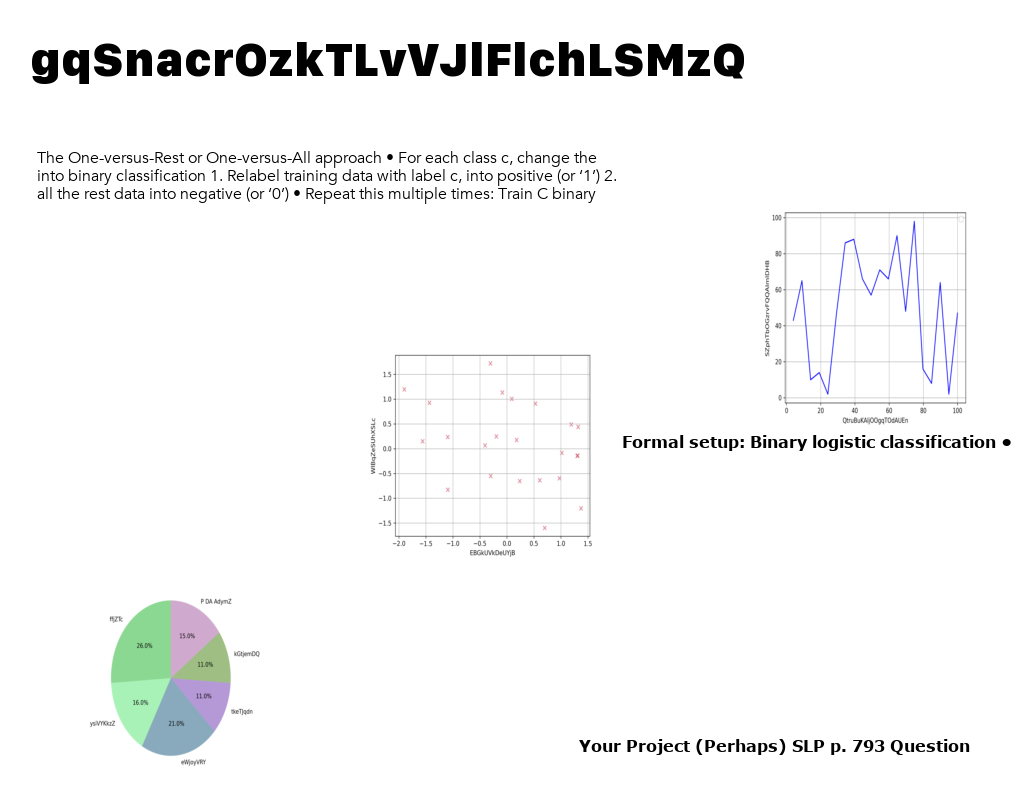 gqSnacrOzkTLvVJlFlchLSMzQ
The One-versus-Rest or One-versus-All approach • For each class c, change the
into binary classification 1. Relabel training data with label c, into positive (or ‘1’) 2.
all the rest data into negative (or ‘0’) • Repeat this multiple times: Train C binary
100
80
60
40
20
0
0 20 40 60 80 100
Formal setup: Binary logistic classification •
1.5
1.0
0.5
0.0
−0.5
−1.0
−1.5
−2.0 −1.5 −1.0 −0.5 0.0 0.5 1.0 1.5
EBGkUVkDeUYjB
P DA AdymZ
ffjZTc
26.0%
15.0%
kGtjemDQ
11.0%
11.0%
16.0%
tkeTJqdn
ysiVYKkzZ
21.0%
eWjoyVRY
Your Project (Perhaps) SLP p. 793 Question